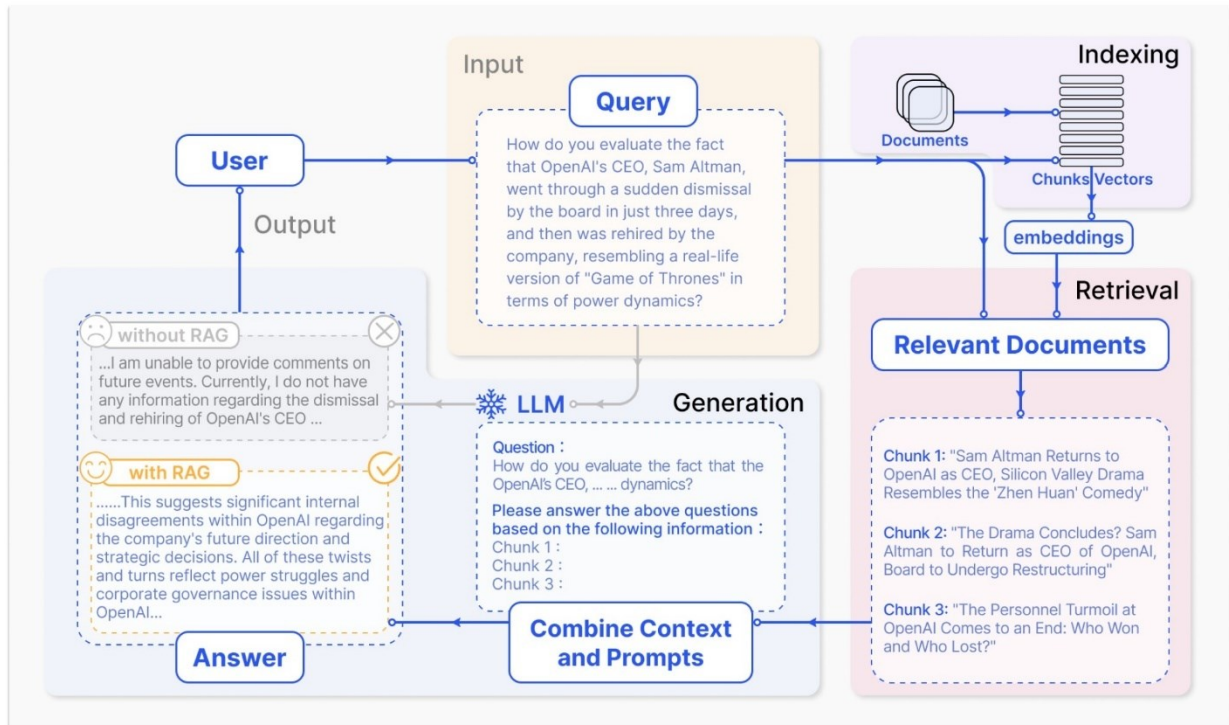 Input
Query
How do you evaluate the fact
that OpenAI's CEO, Sam Altman,
went through a sudden dismissal
by the board in just three days,
and then was rehired by the
company, resembling a real-life
version of "Game of Thrones" in
terms of power dynamics?
Indexing
Documents
Chunks Vectors
embeddings
User
Output
Retrieval
Relevant Documents
Chunk 1: "Sam Altman Returns to
OpenAI as CEO, Silicon Valley Drama
Resembles the 'Zhen Huan' Comedy"
Chunk 2: "The Drama Concludes? Sam
Altman to Return as CEO of OpenAI,
Board to Undergo Restructuring"
Chunk 3: "The Personnel Turmoil at
OpenAI Comes to an End: Who Won
and Who Lost?"
LLM
Generation
Question :
How do you evaluate the fact that the
OpenAI's CEO, ... ... dynamics?
Please answer the above questions
based on the following information :
Chunk 1 :
Chunk 2 :
Chunk 3 :
Combine Context
and Prompts
without RAG
...I am unable to provide comments on
future events. Currently, I do not have
any information regarding the dismissal
and rehiring of OpenAI's CEO ...
with RAG
......This suggests significant internal
disagreements within OpenAI regarding
the company's future direction and
strategic decisions. All of these twists
and turns reflect power struggles and
corporate governance issues within
OpenAI...
Answer